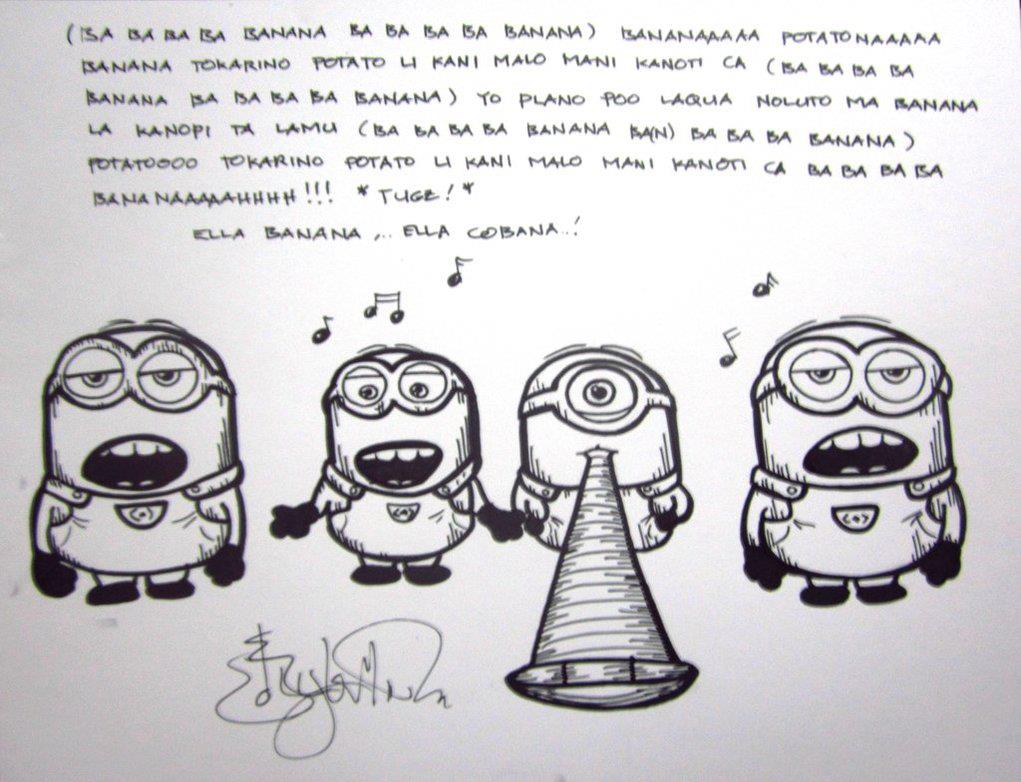 (BA BA BA BA BANANA BA BA BA BA BANANA) BANANAAAAA POTATONAAAAA
BANANA TOKARINO POTATO LI KANI MALO MANI KANOTI CA (BA BA BA BA
BANANA BA BA BA BA BANANA) YO PLANO POO LAQUA NOLUTO MA BANANA
LA KANOPI TA LAMU (BA BA BA BA BANANA BA(N) BA BA BA BANANA)
POTATOOOO TOKARINO POTATO LI KANI MALO MANI KANOTI CA BA BA BA BA
BANANAAAAAHHHH!!! *TUGE!*
ELLA BANANA ,.. ELLA COBANA..!